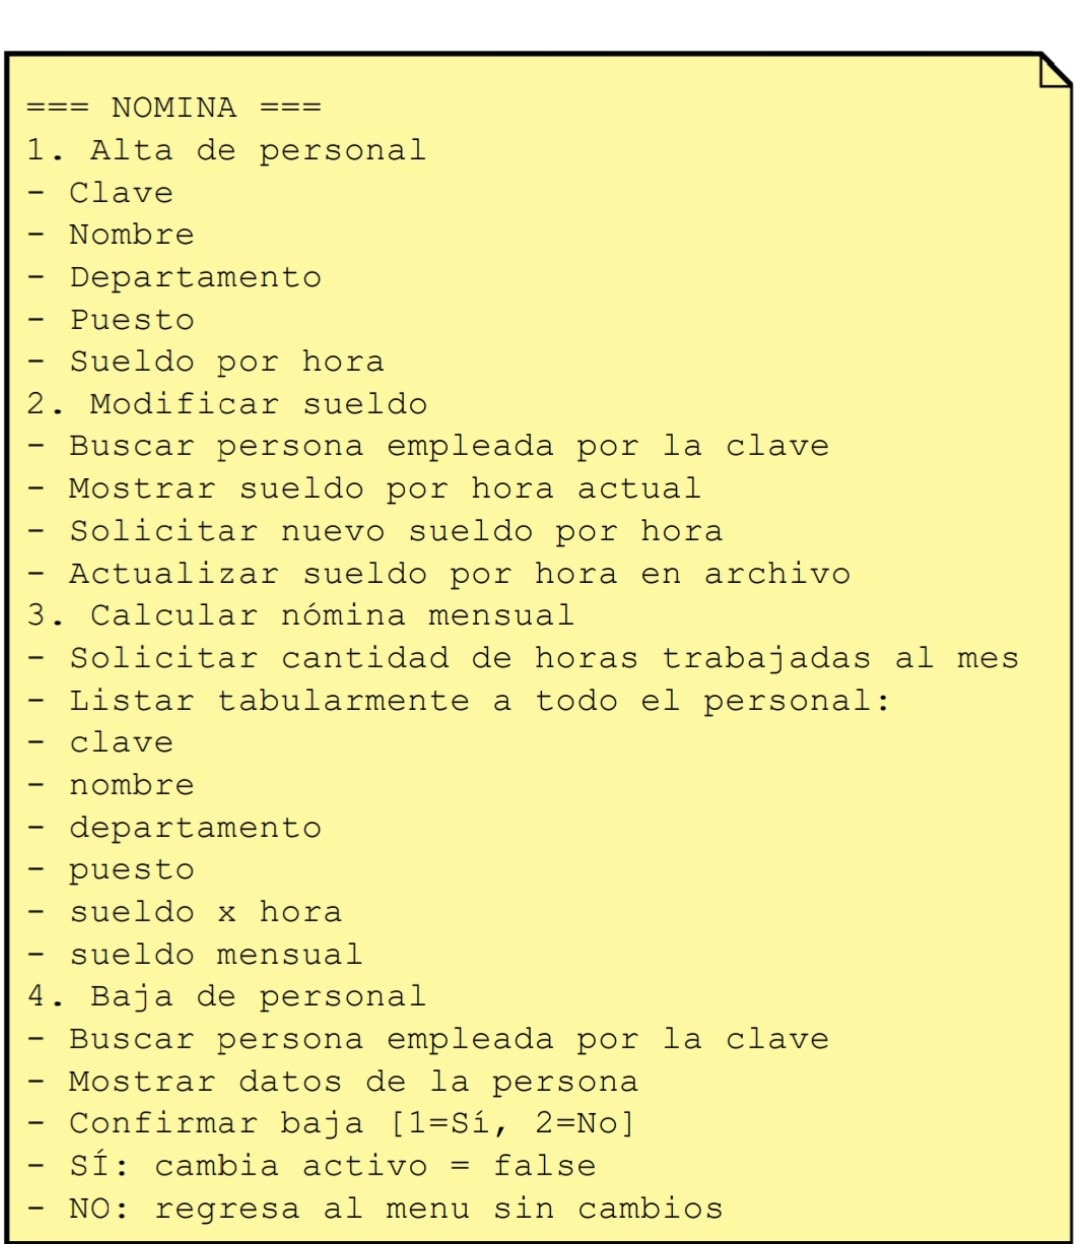 === NOMINA ===
1. Alta de personal
- Clave
- Nombre
- Departamento
- Puesto
- Sueldo por hora
2. Modificar sueldo
- Buscar persona empleada por la clave
- Mostrar sueldo por hora actual
- Solicitar nuevo sueldo por hora
- Actualizar sueldo por hora en archivo
3. Calcular nómina mensual
- Solicitar cantidad de horas trabajadas al mes
- Listar tabularmente a todo el personal:
- clave
- nombre
- departamento
- puesto
- sueldo x hora
- sueldo mensual
4. Baja de personal
- Buscar persona empleada por la clave
- Mostrar datos de la persona
- Confirmar baja [1=Sí, 2=No]
- SÍ: cambia activo = false
- NO: regresa al menu sin cambios